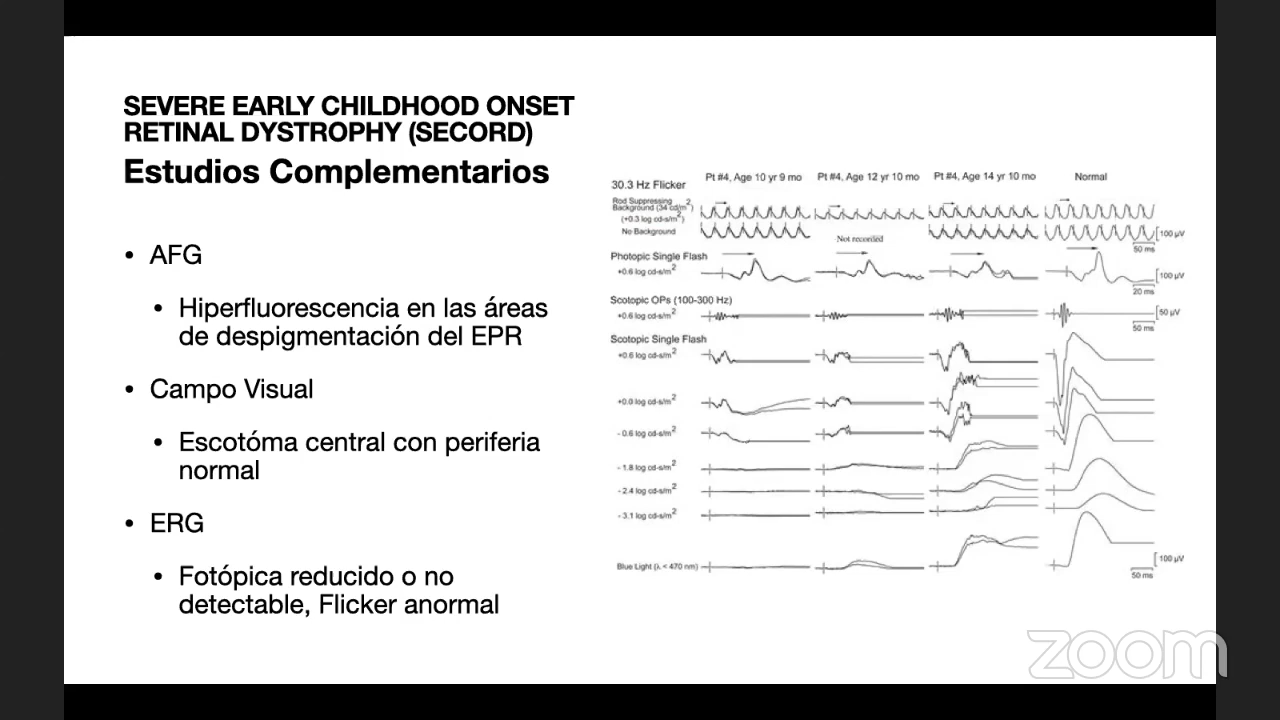 SEVERE EARLY CHILDHOOD ONSET
RETINAL DYSTROPHY (SECORD)
Estudios Complementarios
• AFG
• Hiperfluorescencia en las áreas
de despigmentación del EPR
• Campo Visual
• Escotóma central con periferia
normal
• ERG
• Fotópica reducido o no
detectable, Flicker anormal
Pt #4, Age 10 yr 9 mo
Pt #4, Age 12 yr 10 mo
Pt #4, Age 14 yr 10 mo
Normal
30.3 Hz Flicker
Rod Suppressing
Background (34 cd/m²)
(+0.3 log cd-s/m²)
No Background
Not recorded
100 µV
50 ms
Photopic Single Flash
+0.6 log cd-s/m²
100 µV
20 ms
Scotopic OPs (100-300 Hz)
+0.6 log cd-s/m²
50 µV
50 ms
Scotopic Single Flash
+0.6 log cd-s/m²
+0.0 log cd-s/m²
- 0.6 log cd-s/m²
- 1.8 log cd-s/m²
- 2.4 log cd-s/m²
- 3.1 log cd-s/m²
Blue Light (λ < 470 nm)
100 µV
50 ms
zoom